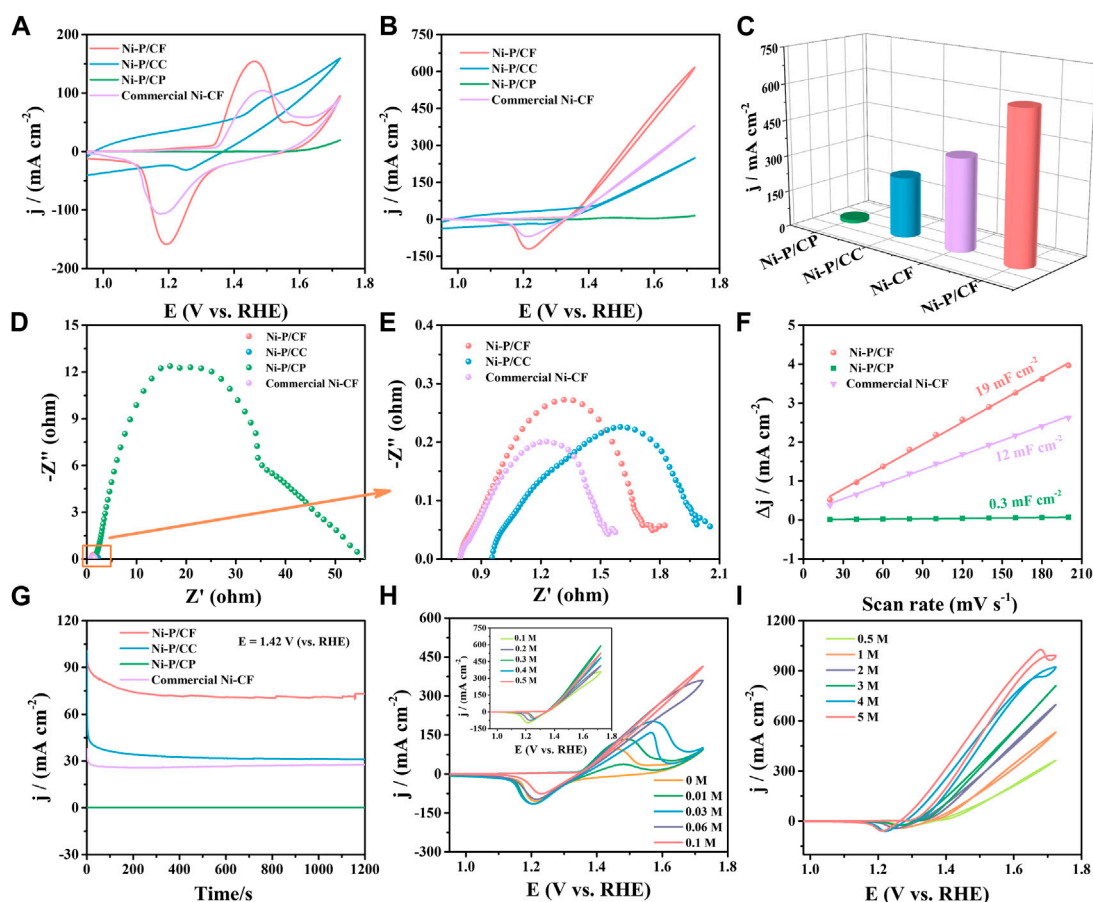 A
200
100
0
-100
-200
j / (mA cm⁻²)
Ni-P/CF
Ni-P/CC
Ni-P/CP
Commercial Ni-CF
1.0
1.2
1.4
1.6
1.8
E (V vs. RHE)
B
750
600
450
300
150
0
-150
j / (mA cm⁻²)
Ni-P/CF
Ni-P/CC
Ni-P/CP
Commercial Ni-CF
1.0
1.2
1.4
1.6
1.8
E (V vs. RHE)
C
750
600
450
300
150
0
j / mA cm⁻²
Ni-P/CP
Ni-P/CC
Ni-CF
Ni-P/CF
D
15
12
9
6
3
0
-Z" (ohm)
Ni-P/CF
Ni-P/CC
Ni-P/CP
Commercial Ni-CF
0
10
20
30
40
50
Z' (ohm)
E
0.4
0.3
0.2
0.1
0.0
-Z" (ohm)
Ni-P/CF
Ni-P/CC
Commercial Ni-CF
0.9
1.2
1.5
1.8
2.1
Z' (ohm)
F
5
4
3
2
1
0
-1
Δj / (mA cm⁻²)
Ni-P/CF
Ni-P/CP
Commercial Ni-CF
19 mF cm⁻²
12 mF cm⁻²
0.3 mF cm⁻²
0
30
60
90
120
150
180
210
Scan rate (mV s⁻¹)
G
120
90
60
30
0
-30
j / (mA cm⁻²)
Ni-P/CF
Ni-P/CC
Ni-P/CP
Commercial Ni-CF
E = 1.42 V (vs. RHE)
0
200
400
600
800
1000
1200
Time/s
H
600
450
300
150
0
-150
-300
j / (mA cm⁻²)
750
600
450
300
150
0
-150
j / (mA cm⁻²)
0.1 M
0.2 M
0.3 M
0.4 M
0.5 M
1.0
1.2
1.4
1.6
1.8
E (V vs. RHE)
0 M
0.01 M
0.03 M
0.06 M
0.1 M
1.0
1.2
1.4
1.6
1.8
E (V vs. RHE)
I
1200
900
600
300
0
-300
j / (mA cm⁻²)
0.5 M
1 M
2 M
3 M
4 M
5 M
1.0
1.2
1.4
1.6
1.8
E (V vs. RHE)